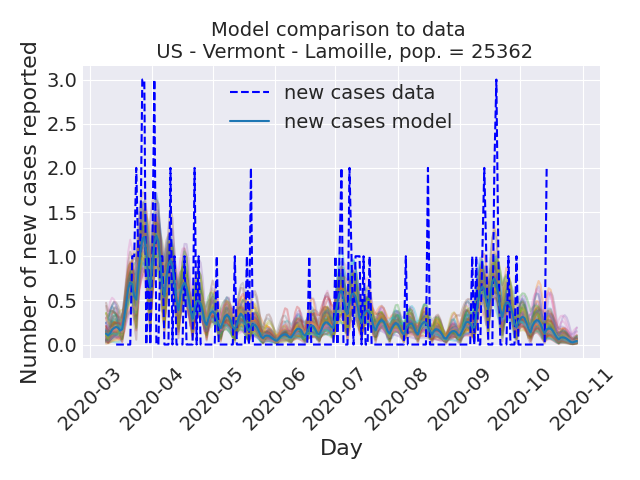 Model comparison to data
US - Vermont - Lamoille, pop. = 25362
Number of new cases reported
3.0
2.5
2.0
1.5
1.0
0.5
0.0
new cases data
new cases model
2020-03
2020-04
2020-05
2020-06
2020-07
2020-08
2020-09
2020-10
2020-11
Day